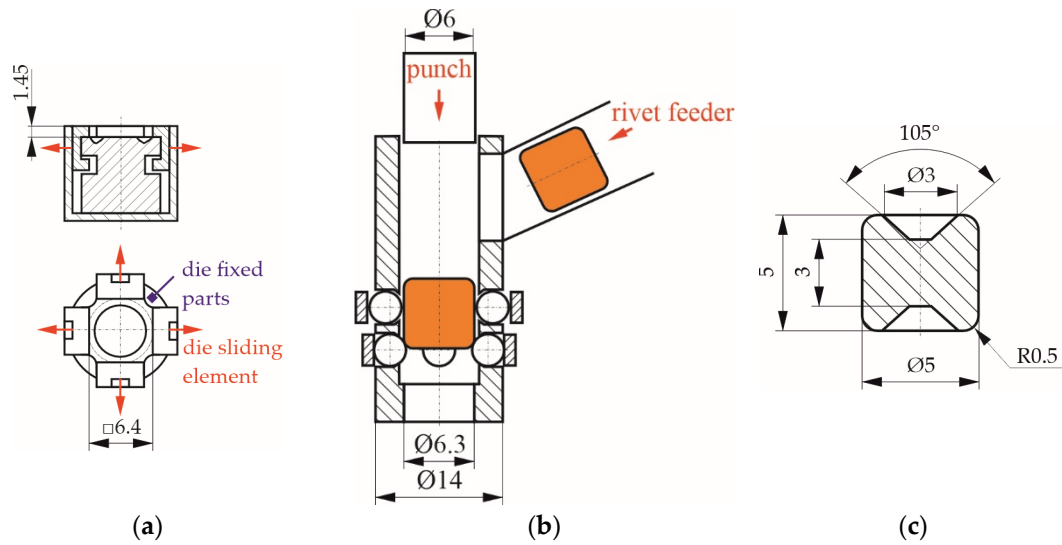 1.45
die fixed
parts
die sliding
element
□6.4
(a)
Ø6
punch
rivet feeder
Ø6.3
Ø14
(b)
105°
Ø3
5
3
R0.5
Ø5
(c)